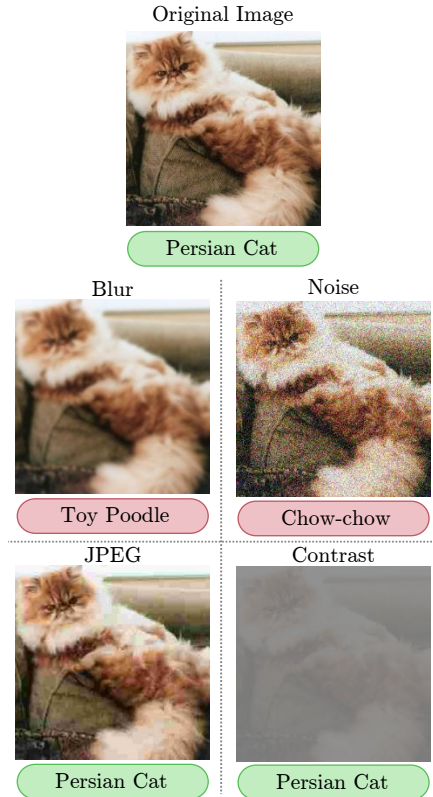 Original Image
Persian Cat
Blur
Noise
Toy Poodle
Chow-chow
JPEG
Contrast
Persian Cat
Persian Cat